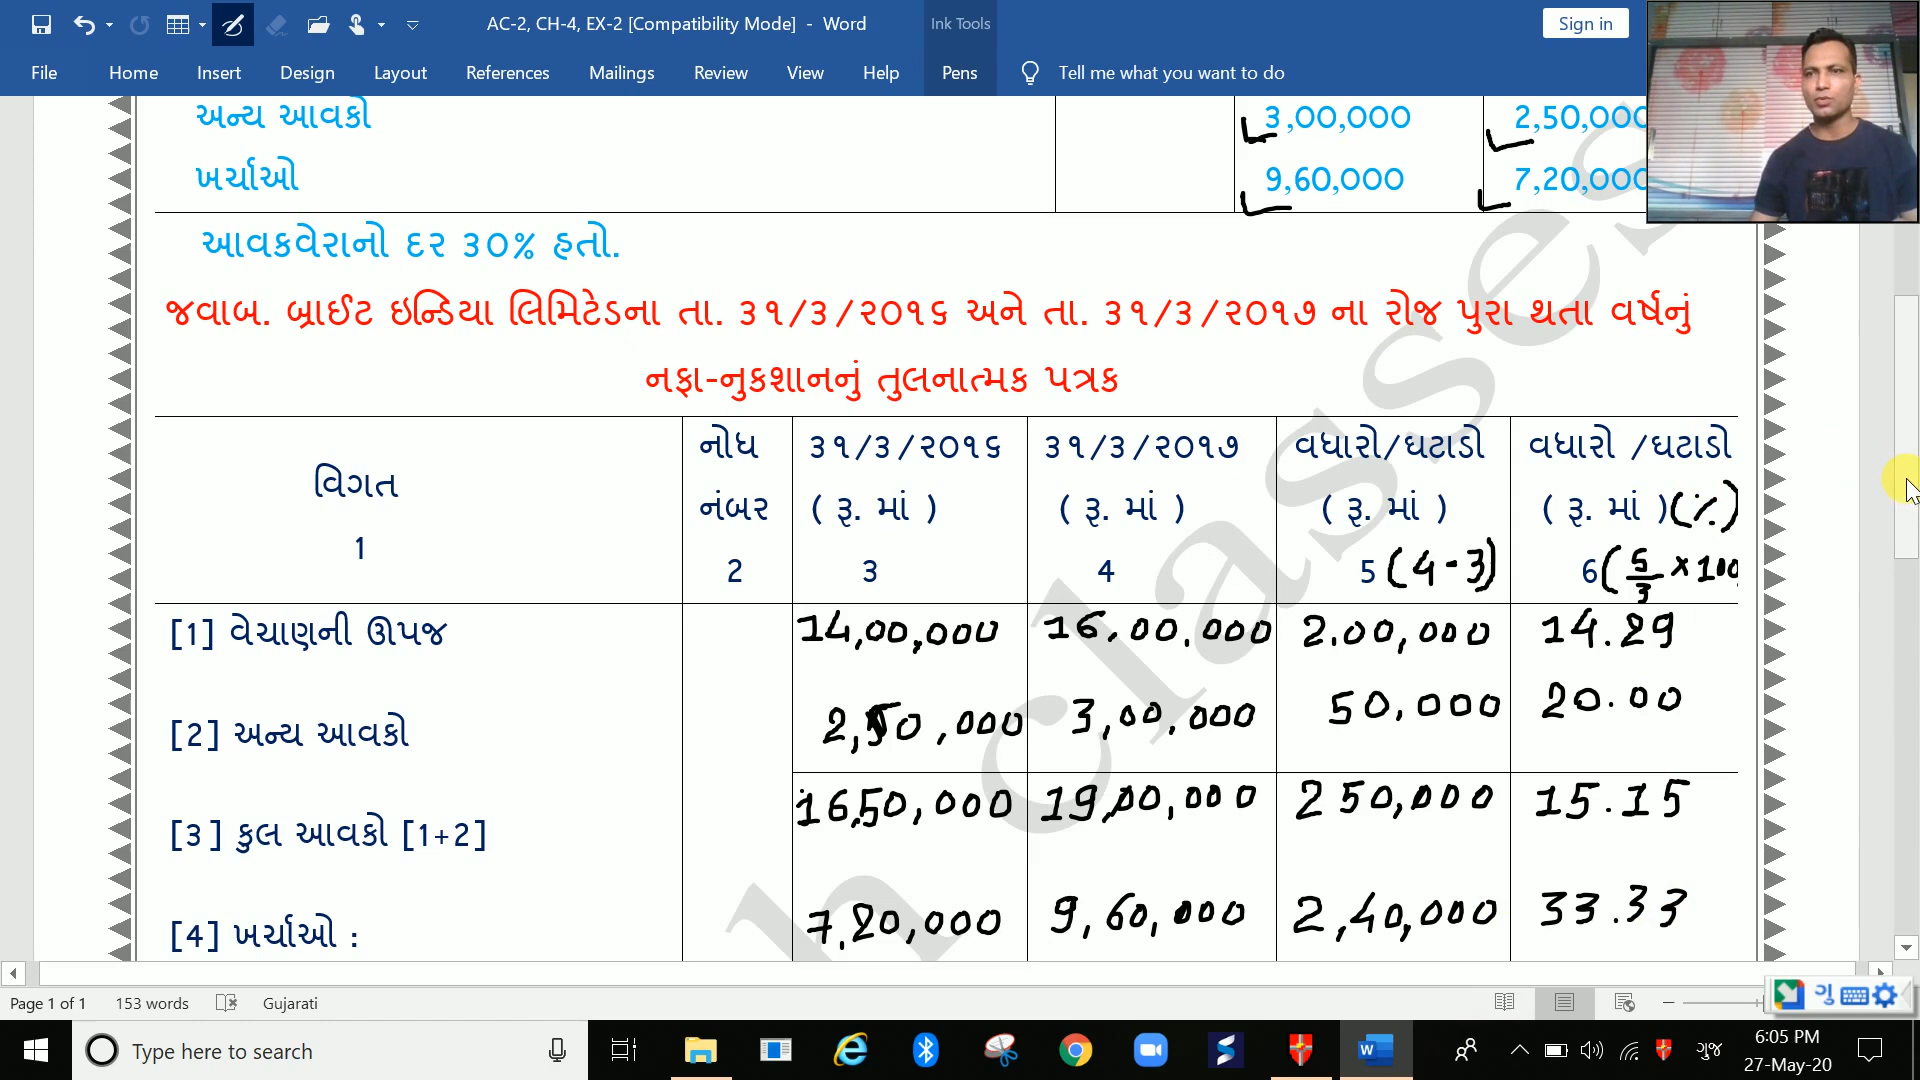 AC-2, CH-4, EX-2 [Compatibility Mode] - Word
Ink Tools
Sign in
File Home Insert Design Layout References Mailings Review View Help Pens Tell me what you want to do
અન્ય આવકો 3,00,000 2,50,000
ખર્ચાઓ 9,60,000 7,20,000
આવકવેરાનો દર ૩0% હતો.
જવાબ. બ્રાઈટ ઇન્ડિયા લિમિટેડના તા. ૩૧/૩/૨૦૧૬ અને તા. ૩૧/૩/૨૦૧૭ ના રોજ પુરા થતા વર્ષનું
નફા-નુકશાનનું તુલનાત્મક પત્રક
વિગત નોધ ૩૧/૩/૨૦૧૬ ૩૧/૩/૨૦૧૭ વધારો/ઘટાડો વધારો /ઘટાડો
નંબર ( રૂ. માં ) ( રૂ. માં ) ( રૂ. માં ) ( રૂ. માં ) (%)
1 2 3 4 5 (4-3) 6 (5/3 x 100
[1] વેચાણની ઊપજ 14,00,000 16,00,000 2,00,000 14.29
[2] અન્ય આવકો 2,50,000 3,00,000 50,000 20.00
[૩] કુલ આવકો [1+2] 16,50,000 19,00,000 250,000 15.15
[4] ખર્ચાઓ : 7,20,000 9,60,000 2,40,000 33.33
h classes
Page 1 of 1 153 words Gujarati
ગુ
Type here to search
ગુજ
6:05 PM
27-May-20